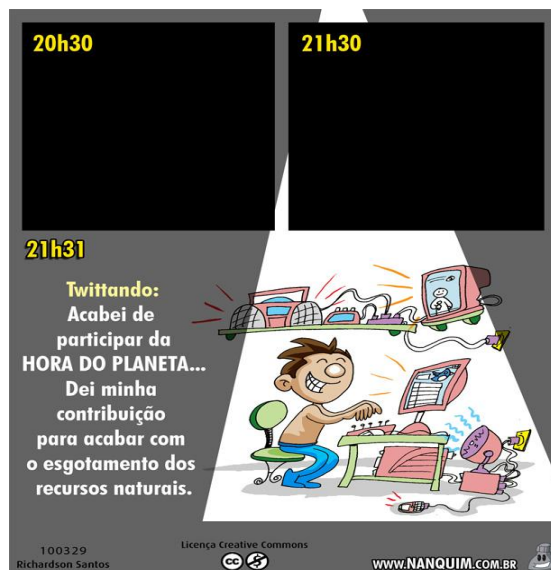 20h30
21h30
21h31
Twittando:
Acabei de
participar da
HORA DO PLANETA...
Dei minha
contribuição
para acabar com
o esgotamento dos
recursos naturais.
100329
Richardson Santos
Licença Creative Commons
cc
WWW.NANQUIM.COM.BR